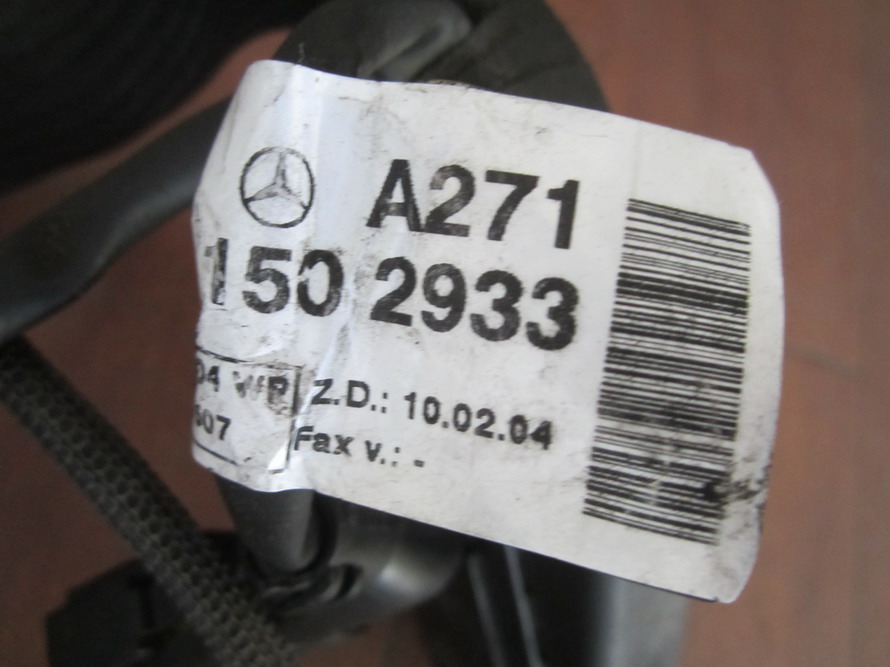 A271
150 2933
04 WP Z.D.: 10.02.04
507 Fax v.: -